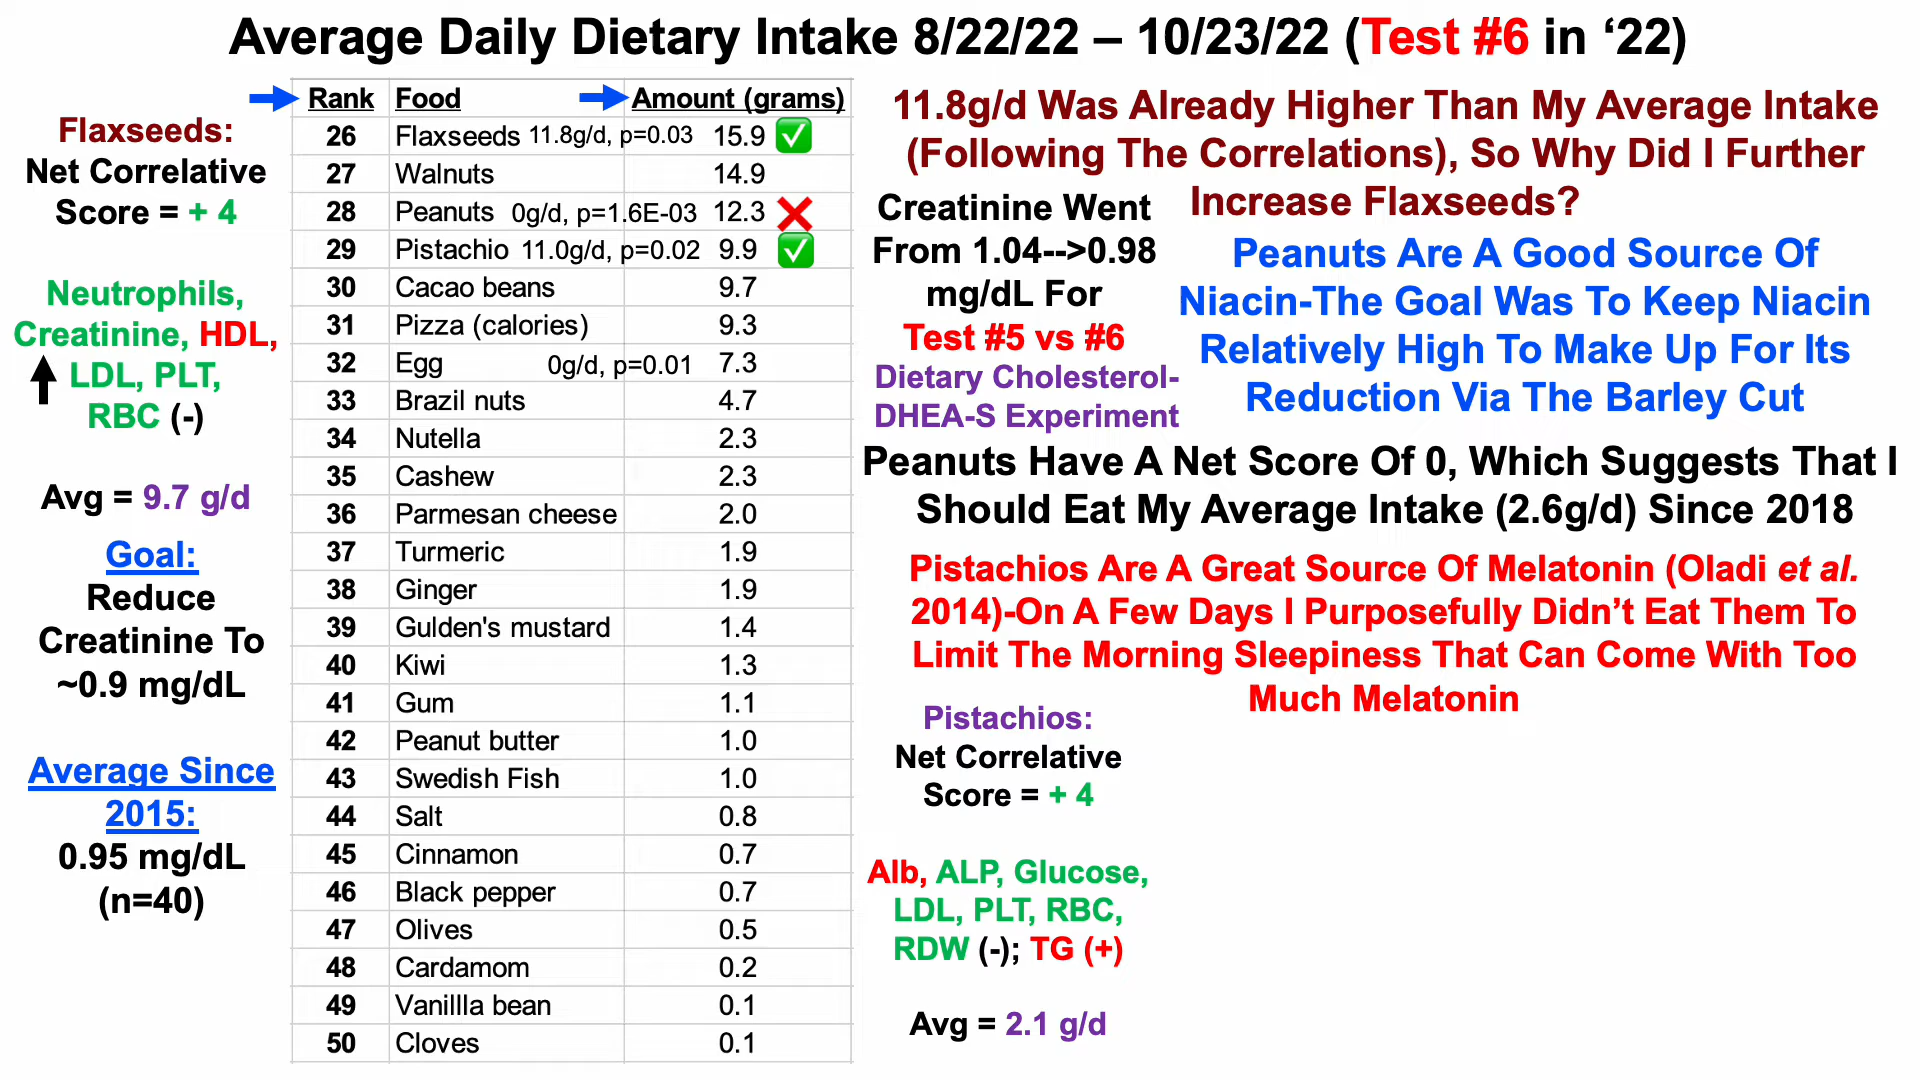 Average Daily Dietary Intake 8/22/22 – 10/23/22 (Test #6 in ‘22)
Flaxseeds:
Net Correlative
Score = + 4
Neutrophils,
Creatinine, HDL,
LDL, PLT,
RBC (-)
Avg = 9.7 g/d
Goal:
Reduce
Creatinine To
~0.9 mg/dL
Average Since
2015:
0.95 mg/dL
(n=40)
Rank Food Amount (grams)
26 Flaxseeds 11.8g/d, p=0.03 15.9 ✅
27 Walnuts 14.9
28 Peanuts 0g/d, p=1.6E-03 12.3 ❌
29 Pistachio 11.0g/d, p=0.02 9.9 ✅
30 Cacao beans 9.7
31 Pizza (calories) 9.3
32 Egg 0g/d, p=0.01 7.3
33 Brazil nuts 4.7
34 Nutella 2.3
35 Cashew 2.3
36 Parmesan cheese 2.0
37 Turmeric 1.9
38 Ginger 1.9
39 Gulden's mustard 1.4
40 Kiwi 1.3
41 Gum 1.1
42 Peanut butter 1.0
43 Swedish Fish 1.0
44 Salt 0.8
45 Cinnamon 0.7
46 Black pepper 0.7
47 Olives 0.5
48 Cardamom 0.2
49 Vanillla bean 0.1
50 Cloves 0.1
11.8g/d Was Already Higher Than My Average Intake
(Following The Correlations), So Why Did I Further
Increase Flaxseeds?
Creatinine Went
From 1.04-->0.98
mg/dL For
Test #5 vs #6
Dietary Cholesterol-
DHEA-S Experiment
Peanuts Are A Good Source Of
Niacin-The Goal Was To Keep Niacin
Relatively High To Make Up For Its
Reduction Via The Barley Cut
Peanuts Have A Net Score Of 0, Which Suggests That I
Should Eat My Average Intake (2.6g/d) Since 2018
Pistachios Are A Great Source Of Melatonin (Oladi et al.
2014)-On A Few Days I Purposefully Didn’t Eat Them To
Limit The Morning Sleepiness That Can Come With Too
Much Melatonin
Pistachios:
Net Correlative
Score = + 4
Alb, ALP, Glucose,
LDL, PLT, RBC,
RDW (-); TG (+)
Avg = 2.1 g/d